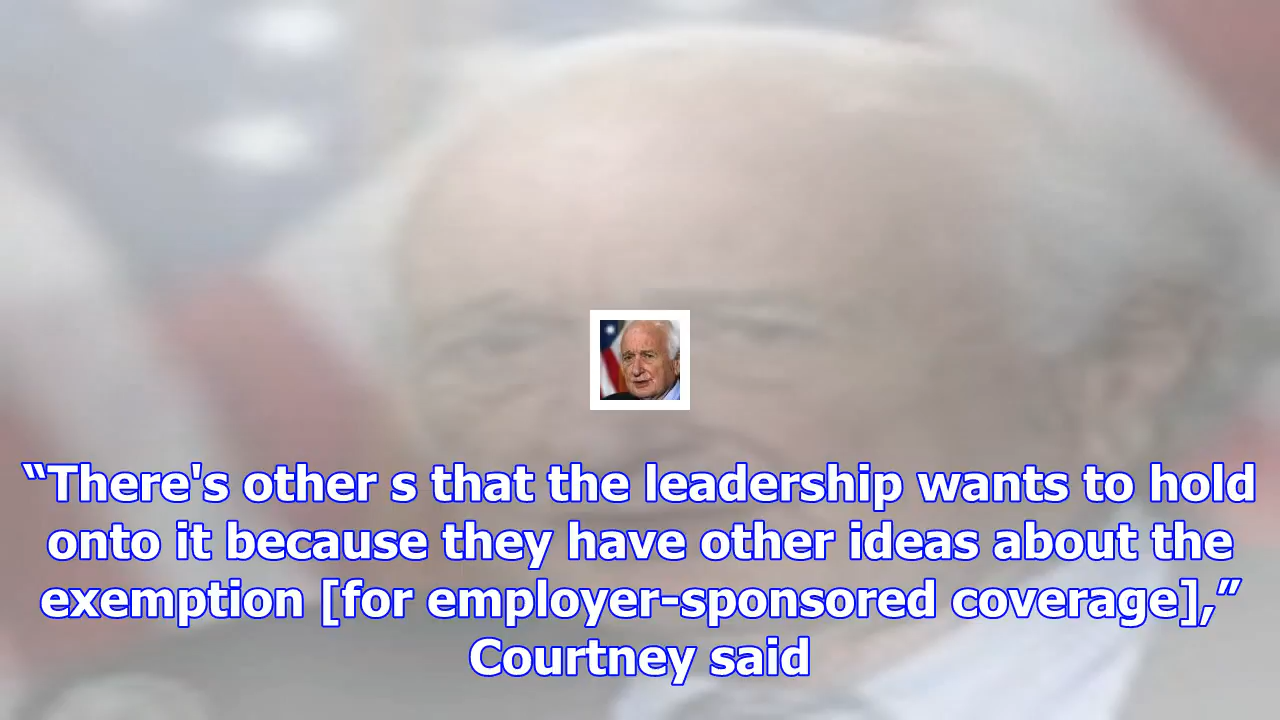 “There's other s that the leadership wants to hold
onto it because they have other ideas about the
exemption [for employer-sponsored coverage],”
Courtney said